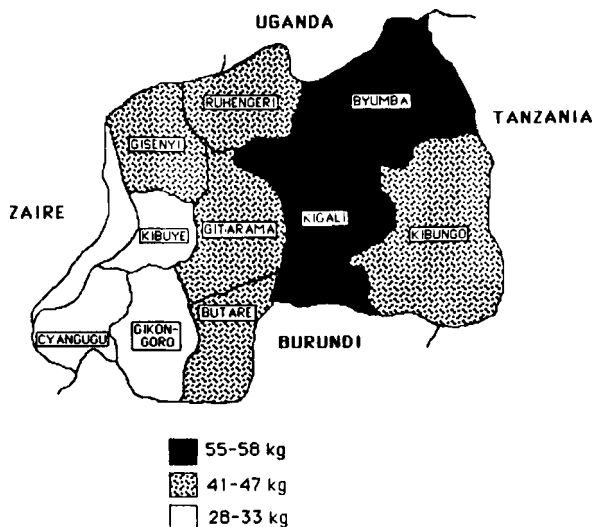 UGANDA
RUHENGERI
BYUMBA
TANZANIA
GISENYI
ZAIRE
KIBUYE
GITARAMA
KIGALI
KIBUNGO
BUTARE
CYANGUGU
GIKON-
GORO
BURUNDI
55-58 kg
41-47 kg
28-33 kg